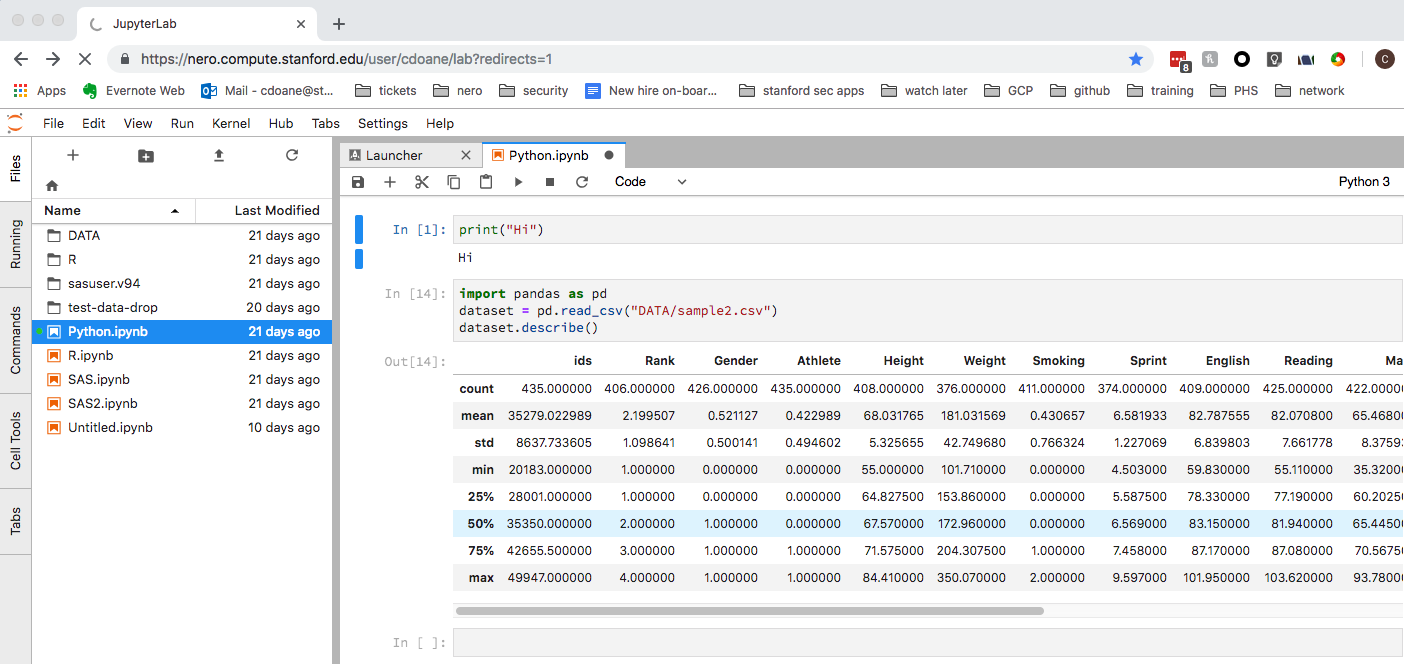 JupyterLab
https://nero.compute.stanford.edu/user/cdoane/lab?redirects=1
8
C
Apps Evernote Web Mail - cdoane@st... tickets nero security New hire on-boar... stanford sec apps watch later GCP github training PHS network
File Edit View Run Kernel Hub Tabs Settings Help
Files
Running
Commands
Cell Tools
Tabs
Name Last Modified
DATA 21 days ago
R 21 days ago
sasuser.v94 21 days ago
test-data-drop 20 days ago
Python.ipynb 21 days ago
R.ipynb 21 days ago
SAS.ipynb 21 days ago
SAS2.ipynb 21 days ago
Untitled.ipynb 10 days ago
Launcher Python.ipynb
Code Python 3
In [1]: print("Hi")
Hi
In [14]: import pandas as pd
dataset = pd.read_csv("DATA/sample2.csv")
dataset.describe()
Out[14]: ids Rank Gender Athlete Height Weight Smoking Sprint English Reading Ma
count 435.000000 406.000000 426.000000 435.000000 408.000000 376.000000 411.000000 374.000000 409.000000 425.000000 422.0000
mean 35279.022989 2.199507 0.521127 0.422989 68.031765 181.031569 0.430657 6.581933 82.787555 82.070800 65.46800
std 8637.733605 1.098641 0.500141 0.494602 5.325655 42.749680 0.766324 1.227069 6.839803 7.661778 8.37593
min 20183.000000 1.000000 0.000000 0.000000 55.000000 101.710000 0.000000 4.503000 59.830000 55.110000 35.32000
25% 28001.000000 1.000000 0.000000 0.000000 64.827500 153.860000 0.000000 5.587500 78.330000 77.190000 60.20250
50% 35350.000000 2.000000 1.000000 0.000000 67.570000 172.960000 0.000000 6.569000 83.150000 81.940000 65.44500
75% 42655.500000 3.000000 1.000000 1.000000 71.575000 204.307500 1.000000 7.458000 87.170000 87.080000 70.56750
max 49947.000000 4.000000 1.000000 1.000000 84.410000 350.070000 2.000000 9.597000 101.950000 103.620000 93.78000
In [ ]: